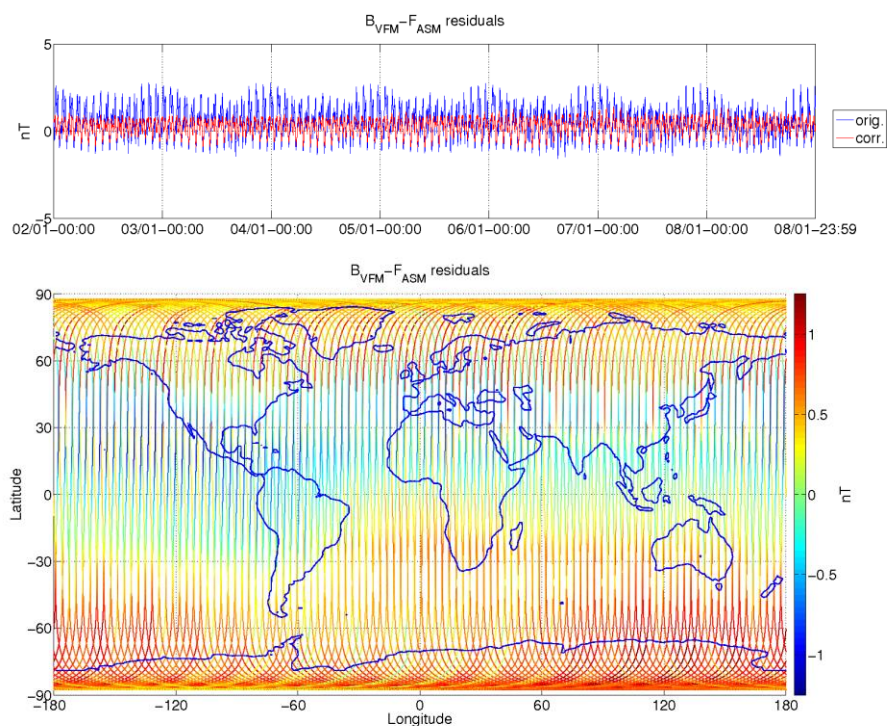 B_VFM−F_ASM residuals
5
0
−5
nT
02/01−00:00 03/01−00:00 04/01−00:00 05/01−00:00 06/01−00:00 07/01−00:00 08/01−00:00 08/01−23:59
orig.
corr.
B_VFM−F_ASM residuals
90
60
30
0
−30
−60
−90
Latitude
−180 −120 −60 0 60 120 180
Longitude
1
0.5
0
−0.5
−1
nT